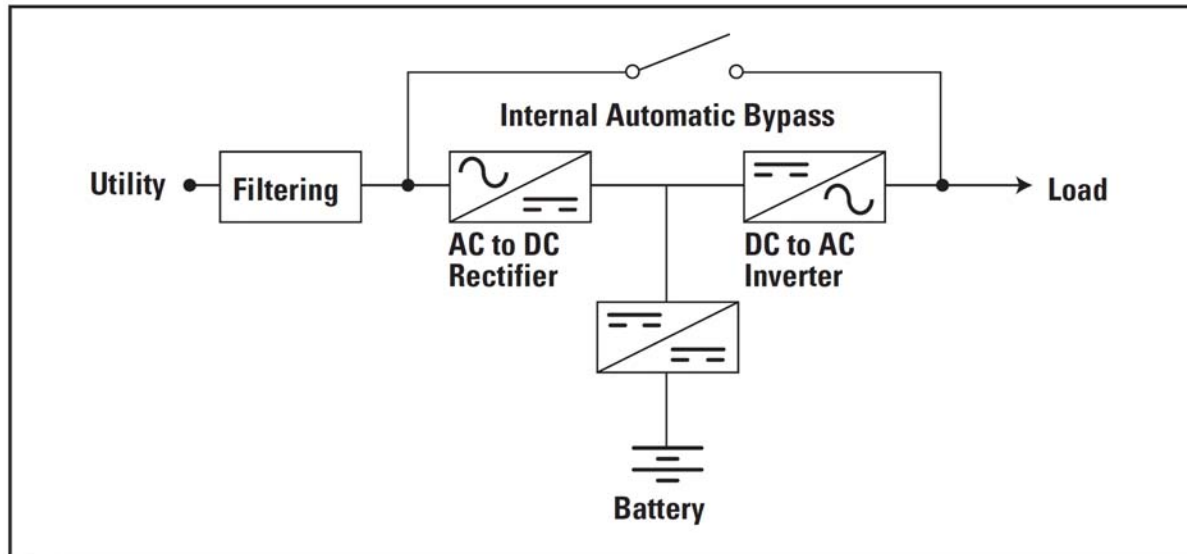 Internal Automatic Bypass
Utility
Filtering
Load
AC to DC
Rectifier
DC to AC
Inverter
Battery